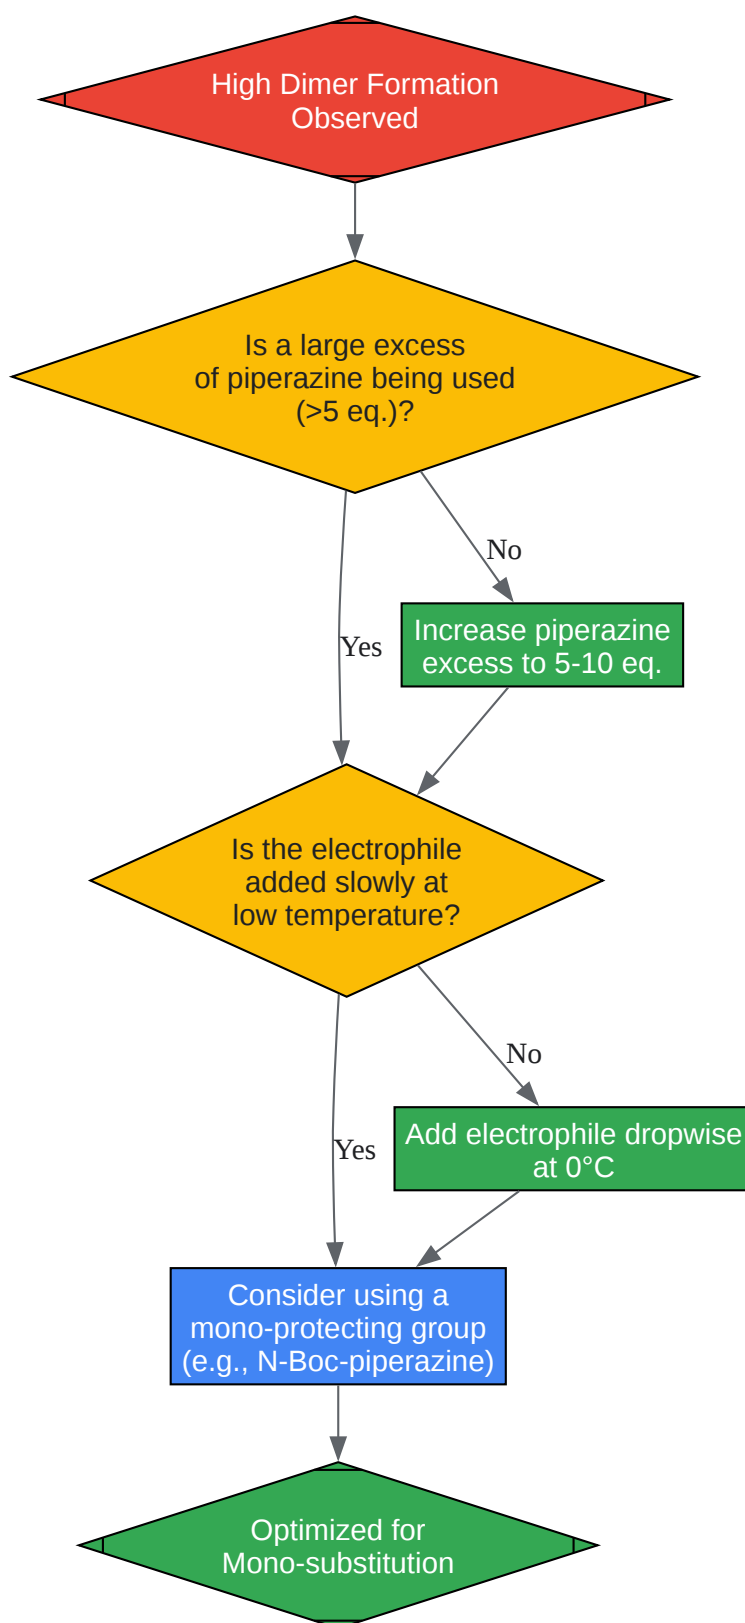 High Dimer Formation
Observed
Is a large excess
of piperazine being used
(>5 eq.)?
No
Yes
Increase piperazine
excess to 5-10 eq.
Is the electrophile
added slowly at
low temperature?
No
Yes
Add electrophile dropwise
at 0°C
Consider using a
mono-protecting group
(e.g., N-Boc-piperazine)
Optimized for
Mono-substitution